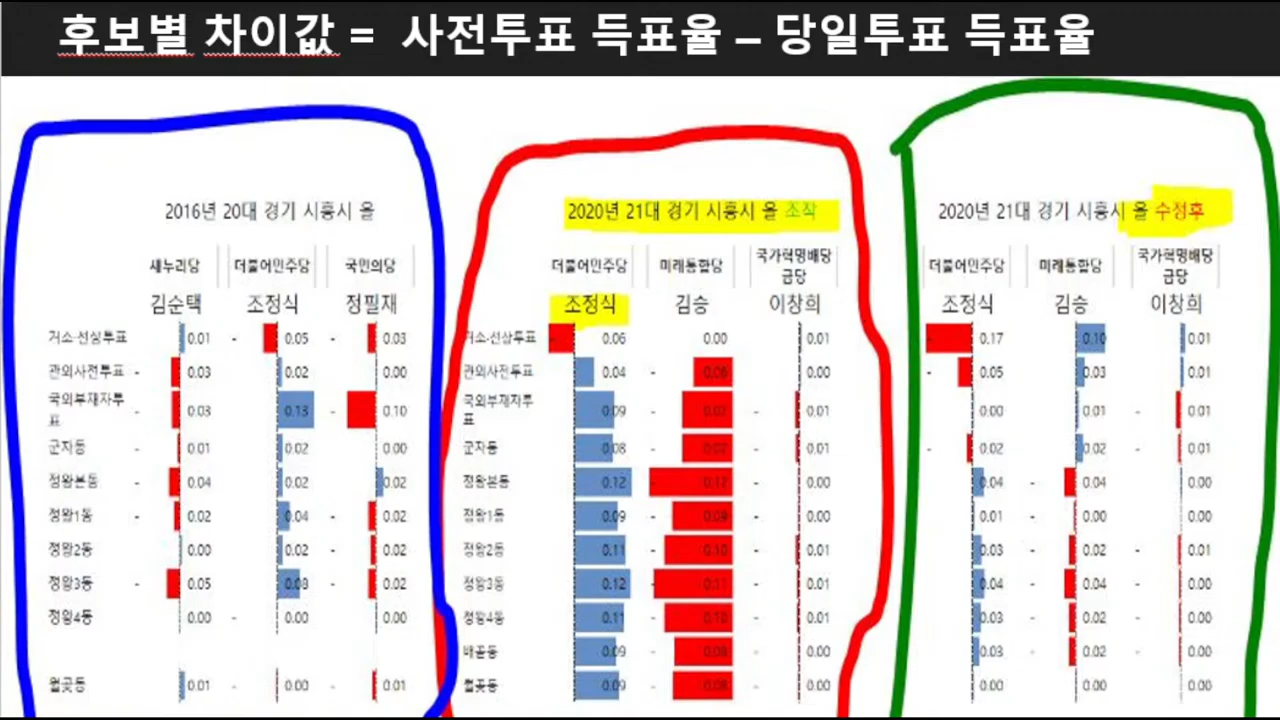 후보별 차이값 = 사전투표 득표율 – 당일투표 득표율
2016년 20대 경기 시흥시 을
새누리당 더불어민주당 국민의당
김순택 조정식 정필재
거소·선상투표 0.01 - 0.05 - 0.03
관외사전투표 - 0.03 0.02 0.00
국외부재자투표 - 0.03 0.13 - 0.10
군자동 - 0.01 0.02 0.00
정왕본동 - 0.04 0.02 0.02
정왕1동 - 0.02 0.04 - 0.02
정왕2동 0.00 0.02 - 0.02
정왕3동 - 0.05 0.09 - 0.02
정왕4동 0.00 - 0.00 0.00
월곶동 0.01 - 0.00 - 0.01
2020년 21대 경기 시흥시 을 조작
더불어민주당 미래통합당 국가혁명배당금당
조정식 김승 이창희
거소·선상투표 - 0.06 0.00 0.01
관외사전투표 0.04 - 0.06 0.00
국외부재자투표 0.09 - 0.07 - 0.01
군자동 0.08 - 0.07 - 0.01
정왕본동 0.12 - 0.12 - 0.00
정왕1동 0.09 - 0.09 - 0.00
정왕2동 0.11 - 0.10 - 0.01
정왕3동 0.12 - 0.11 - 0.01
정왕4동 0.11 - 0.10 - 0.01
배곧동 0.09 - 0.08 - 0.00
월곶동 0.09 - 0.08 - 0.00
2020년 21대 경기 시흥시 을 수정후
더불어민주당 미래통합당 국가혁명배당금당
조정식 김승 이창희
- 0.17 0.10 0.01
- 0.05 0.03 0.01
0.00 0.01 - 0.01
- 0.02 0.02 - 0.01
0.04 - 0.04 0.00
0.01 - 0.00 - 0.00
0.03 - 0.02 - 0.01
0.04 - 0.04 - 0.00
0.03 - 0.02 - 0.00
0.03 - 0.02 - 0.00
0.00 0.00 - 0.00